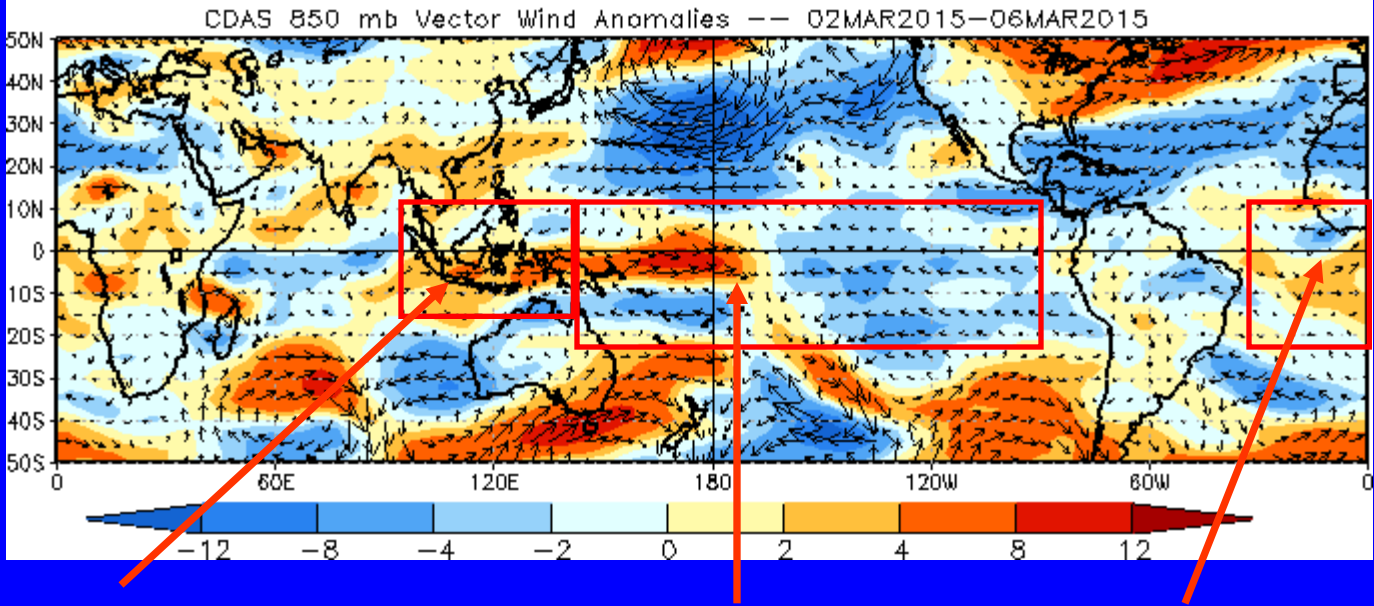 CDAS 850 mb Vector Wind Anomalies -- 02MAR2015-06MAR2015
50N
40N
30N
20N
10N
0
10S
20S
30S
40S
50S
0 60E 120E 180 120W 60W 0
-12 -8 -4 -2 0 2 4 8 12